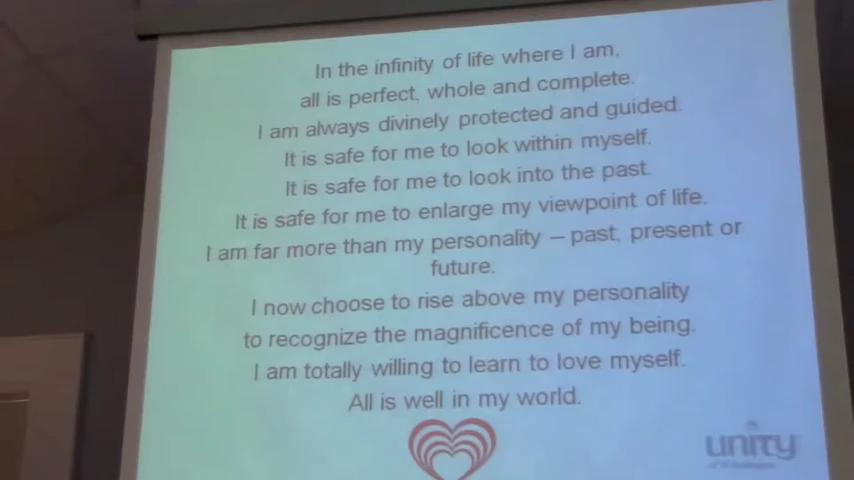 In the infinity of life where I am,
all is perfect, whole and complete.
I am always divinely protected and guided.
It is safe for me to look within myself.
It is safe for me to look into the past.
It is safe for me to enlarge my viewpoint of life.
I am far more than my personality – past, present or
future.
I now choose to rise above my personality
to recognize the magnificence of my being.
I am totally willing to learn to love myself.
All is well in my world.
unity